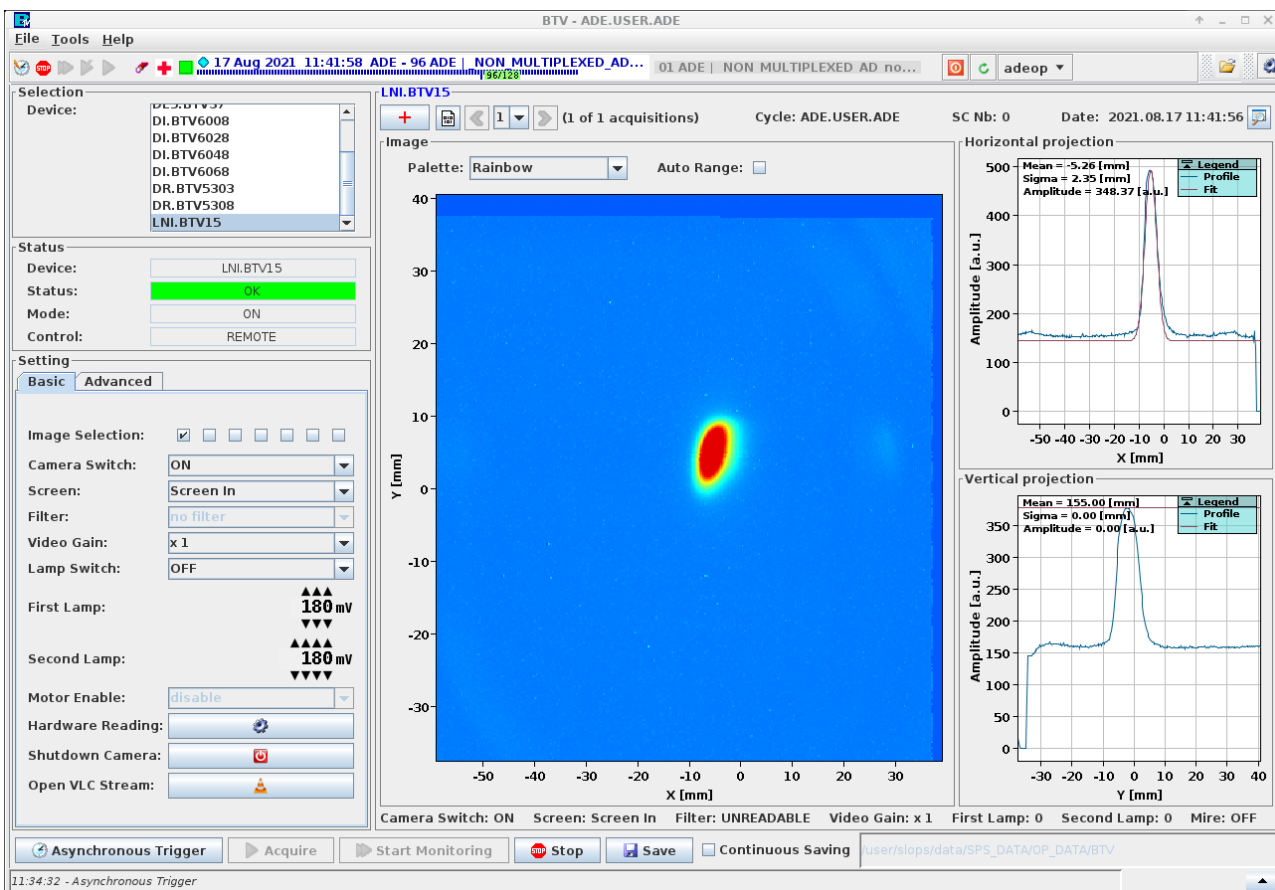 BTV - ADE.USER.ADE
File Tools Help
17 Aug 2021 11:41:58 ADE - 96 ADE | NON_MULTIPLEXED_AD...
96/128
01 ADE | NON MULTIPLEXED AD no...
adeop
Selection
Device:
DI.BTV6008
DI.BTV6028
DI.BTV6048
DI.BTV6068
DR.BTV5303
DR.BTV5308
LNI.BTV15
Status
Device: LNI.BTV15
Status: OK
Mode: ON
Control: REMOTE
Setting
Basic Advanced
Image Selection:
Camera Switch: ON
Screen: Screen In
Filter: no filter
Video Gain: x 1
Lamp Switch: OFF
First Lamp: 180 mV
Second Lamp: 180 mV
Motor Enable: disable
Hardware Reading:
Shutdown Camera:
Open VLC Stream:
LNI.BTV15
1 (1 of 1 acquisitions) Cycle: ADE.USER.ADE SC Nb: 0 Date: 2021.08.17 11:41:56
Image
Palette: Rainbow Auto Range:
40
30
20
10
0
-10
-20
-30
Y [mm]
-50 -40 -30 -20 -10 0 10 20 30
X [mm]
Horizontal projection
Mean = -5.26 [mm]
Sigma = 2.35 [mm]
Amplitude = 348.37 [a.u.]
Legend
Profile
Fit
500
400
300
200
100
0
Amplitude [a.u.]
-50 -40 -30 -20 -10 0 10 20 30
X [mm]
Vertical projection
Mean = 155.00 [mm]
Sigma = 0.00 [mm]
Amplitude = 0.00 [a.u.]
Legend
Profile
Fit
350
300
250
200
150
100
50
0
Amplitude [a.u.]
-30 -20 -10 0 10 20 30 40
Y [mm]
Camera Switch: ON Screen: Screen In Filter: UNREADABLE Video Gain: x 1 First Lamp: 0 Second Lamp: 0 Mire: OFF
Asynchronous Trigger Acquire Start Monitoring Stop Save Continuous Saving /user/slops/data/SPS_DATA/OP_DATA/BTV
11:34:32 - Asynchronous Trigger